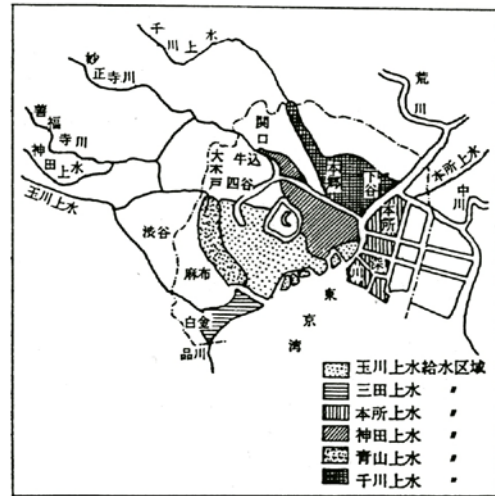 千川上水
妙正寺川
善福寺川
神田上水
玉川上水
荒川
本所上水
中川
関口
牛込
大木戸
四谷
本郷
下谷
本所
深川
渋谷
麻布
白金
品川
東京湾
玉川上水給水区域
三田上水 〃
本所上水 〃
神田上水 〃
青山上水 〃
千川上水 〃